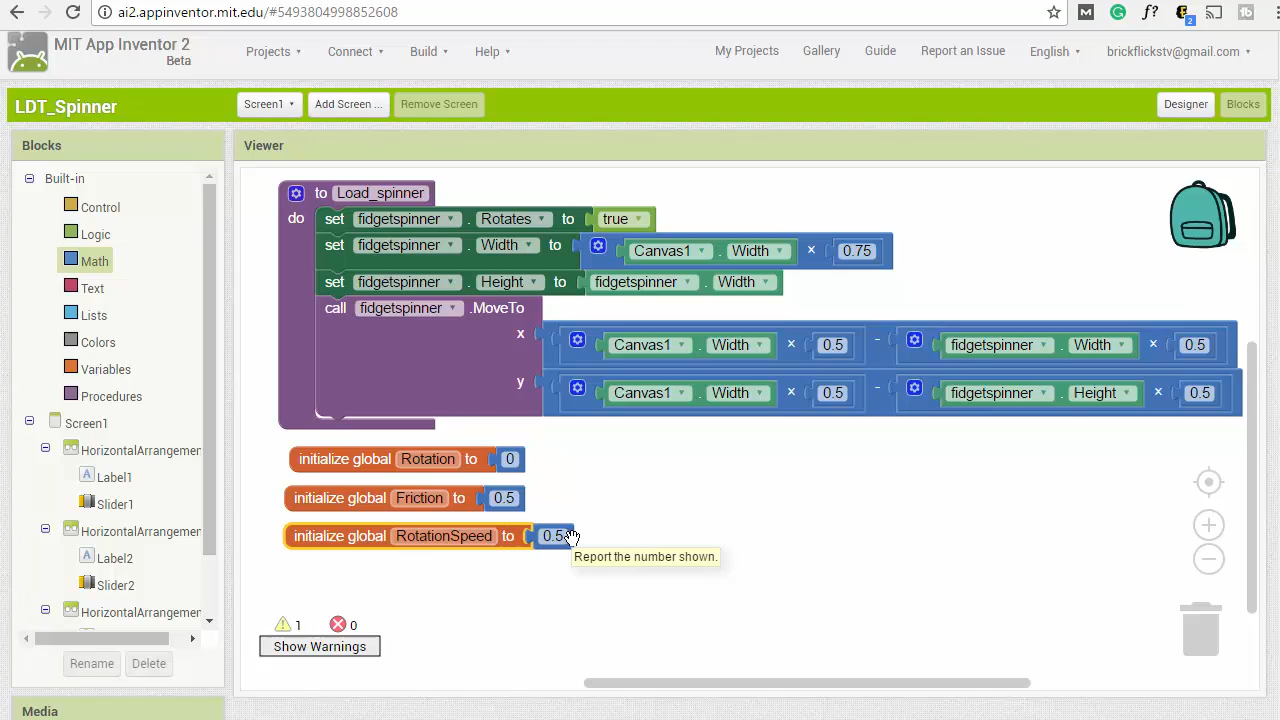 ai2.appinventor.mit.edu/#5493804998852608
MIT App Inventor 2
Beta
Projects
Connect
Build
Help
My Projects
Gallery
Guide
Report an Issue
English
brickflickstv@gmail.com
LDT_Spinner
Screen1
Add Screen ...
Remove Screen
Designer
Blocks
Blocks
Viewer
Built-in
Control
Logic
Math
Text
Lists
Colors
Variables
Procedures
Screen1
HorizontalArrangemen
Label1
Slider1
HorizontalArrangemen
Label2
Slider2
HorizontalArrangemen
Rename
Delete
Media
to Load_spinner
do set fidgetspinner . Rotates to true
set fidgetspinner . Width to Canvas1 . Width × 0.75
set fidgetspinner . Height to fidgetspinner . Width
call fidgetspinner .MoveTo
x Canvas1 . Width × 0.5 - fidgetspinner . Width × 0.5
y Canvas1 . Width × 0.5 - fidgetspinner . Height × 0.5
initialize global Rotation to 0
initialize global Friction to 0.5
initialize global RotationSpeed to 0.5
Report the number shown.
1
0
Show Warnings